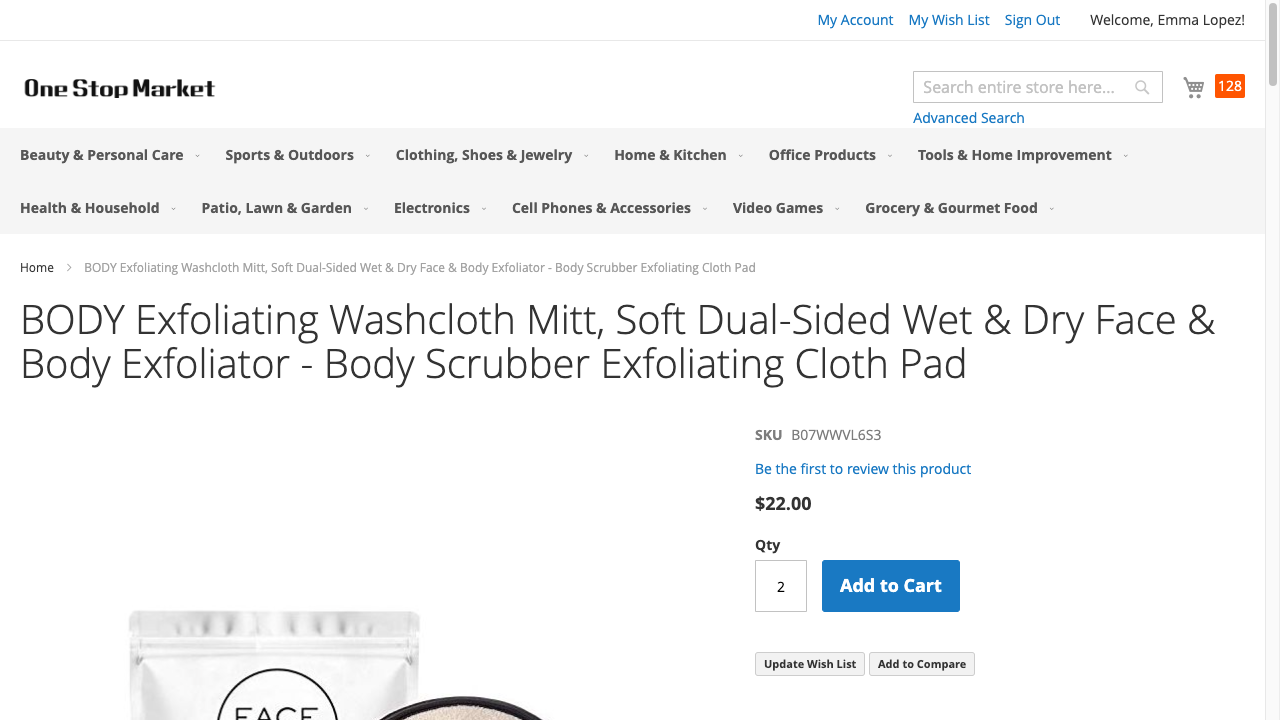 My Account My Wish List Sign Out Welcome, Emma Lopez!
One Stop Market
Search entire store here...
128
Advanced Search
Beauty & Personal Care Sports & Outdoors Clothing, Shoes & Jewelry Home & Kitchen Office Products Tools & Home Improvement
Health & Household Patio, Lawn & Garden Electronics Cell Phones & Accessories Video Games Grocery & Gourmet Food
Home BODY Exfoliating Washcloth Mitt, Soft Dual-Sided Wet & Dry Face & Body Exfoliator - Body Scrubber Exfoliating Cloth Pad
BODY Exfoliating Washcloth Mitt, Soft Dual-Sided Wet & Dry Face &
Body Exfoliator - Body Scrubber Exfoliating Cloth Pad
SKU B07WWVL6S3
Be the first to review this product
$22.00
Qty
2
Add to Cart
Update Wish List Add to Compare
FACE